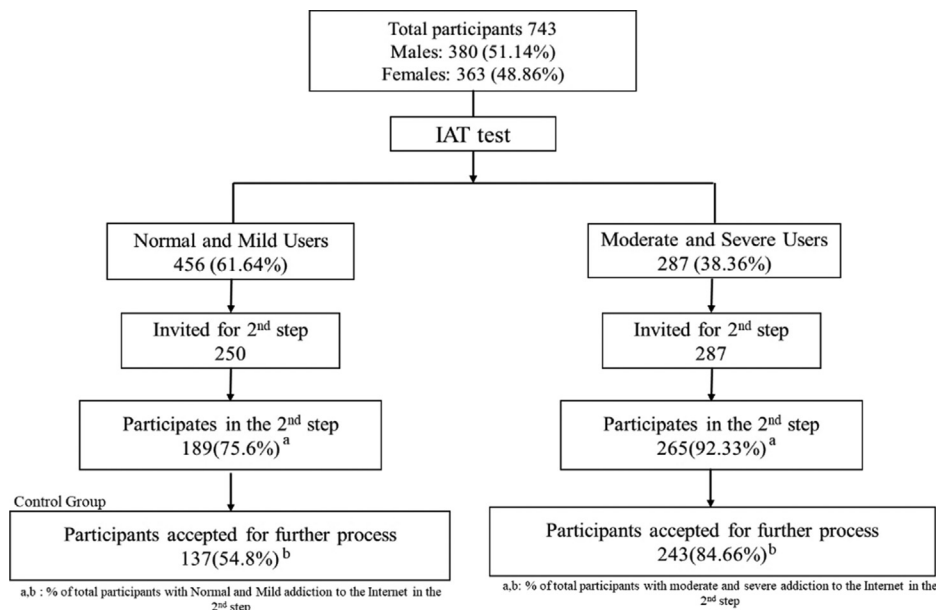 Total participants 743
Males: 380 (51.14%)
Females: 363 (48.86%)
IAT test
Normal and Mild Users
456 (61.64%)
Moderate and Severe Users
287 (38.36%)
Invited for 2nd step
250
Invited for 2nd step
287
Participates in the 2nd step
189(75.6%)a
Participates in the 2nd step
265(92.33%)a
Control Group
Participants accepted for further process
137(54.8%)b
Participants accepted for further process
243(84.66%)b
a,b : % of total participants with Normal and Mild addiction to the Internet in the
2nd step
a,b: % of total participants with moderate and severe addiction to the Internet in the
2nd step